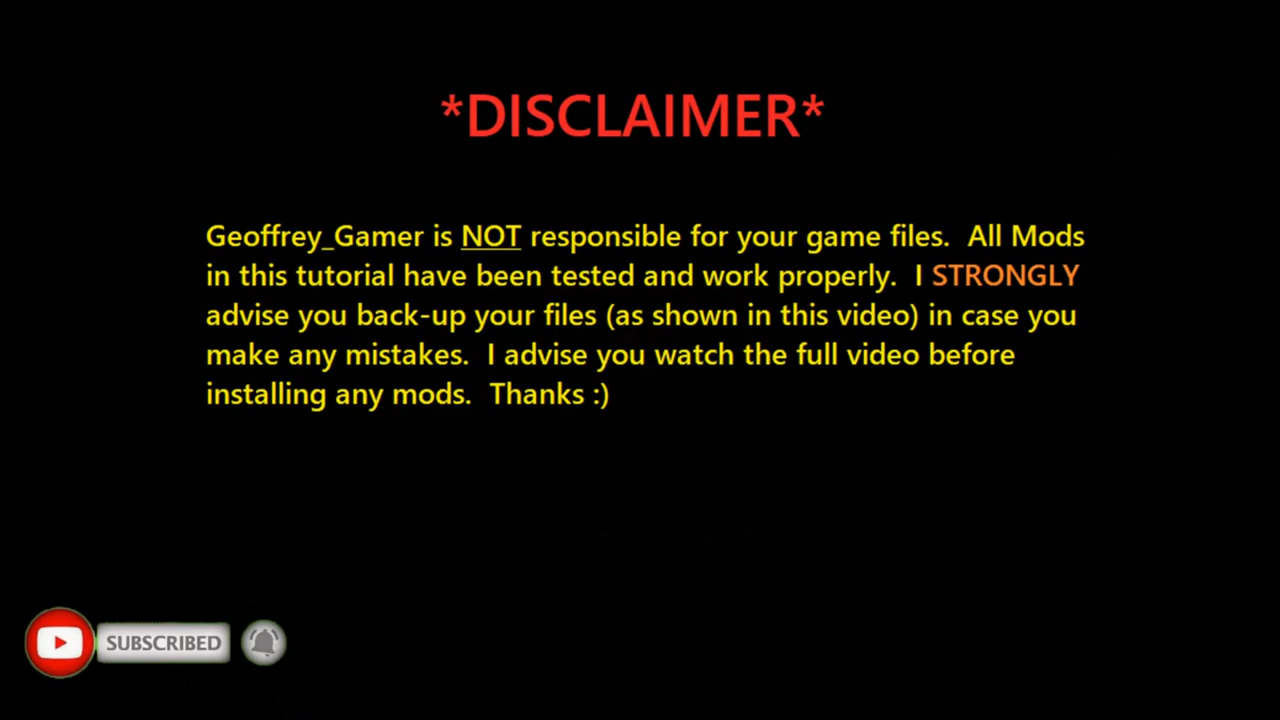 *DISCLAIMER*
Geoffrey_Gamer is NOT responsible for your game files.  All Mods
in this tutorial have been tested and work properly.  I STRONGLY
advise you back-up your files (as shown in this video) in case you
make any mistakes.  I advise you watch the full video before
installing any mods.  Thanks :)
SUBSCRIBED